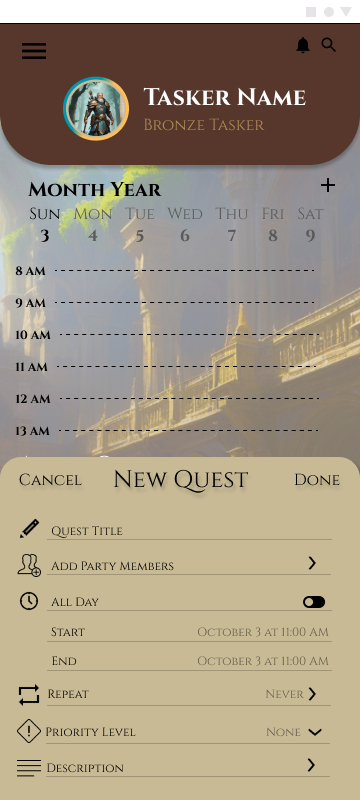 Tasker Name
Bronze Tasker
Month Year
Sun Mon Tue Wed Thu Fri Sat
3 4 5 6 7 8 9
8 AM
9 AM
10 AM
11 AM
12 AM
13 AM
Cancel New Quest Done
Quest Title
Add Party Members
All Day
Start October 3 at 11:00 AM
End October 3 at 11:00 AM
Repeat Never
Priority Level None
Description